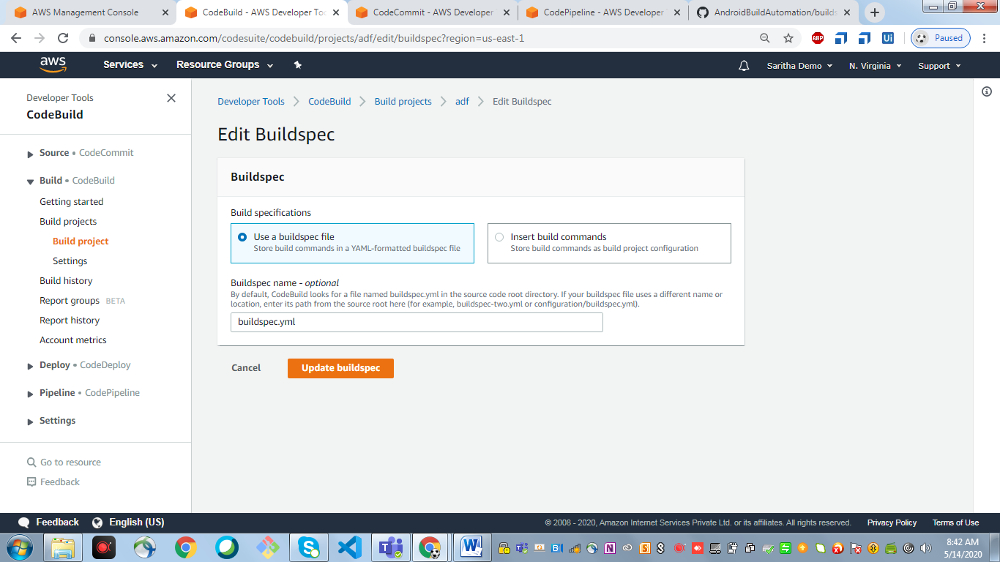 AWS Management Console
CodeBuild - AWS Developer Too
CodeCommit - AWS Developer
CodePipeline - AWS Developer
AndroidBuildAutomation/builds
console.aws.amazon.com/codesuite/codebuild/projects/adf/edit/buildspec?region=us-east-1
ABP
Ui
Paused
aws
Services
Resource Groups
Saritha Demo
N. Virginia
Support
Developer Tools
CodeBuild
Source • CodeCommit
Build • CodeBuild
Getting started
Build projects
Build project
Settings
Build history
Report groups BETA
Report history
Account metrics
Deploy • CodeDeploy
Pipeline • CodePipeline
Settings
Go to resource
Feedback
Developer Tools
CodeBuild
Build projects
adf
Edit Buildspec
Edit Buildspec
Buildspec
Build specifications
Use a buildspec file
Store build commands in a YAML-formatted buildspec file
Insert build commands
Store build commands as build project configuration
Buildspec name - optional
By default, CodeBuild looks for a file named buildspec.yml in the source code root directory. If your buildspec file uses a different name or
location, enter its path from the source root here (for example, buildspec-two.yml or configuration/buildspec.yml).
buildspec.yml
Cancel
Update buildspec
Feedback
English (US)
© 2008 - 2020, Amazon Internet Services Private Ltd. or its affiliates. All rights reserved.
Privacy Policy
Terms of Use
8:42 AM
5/14/2020